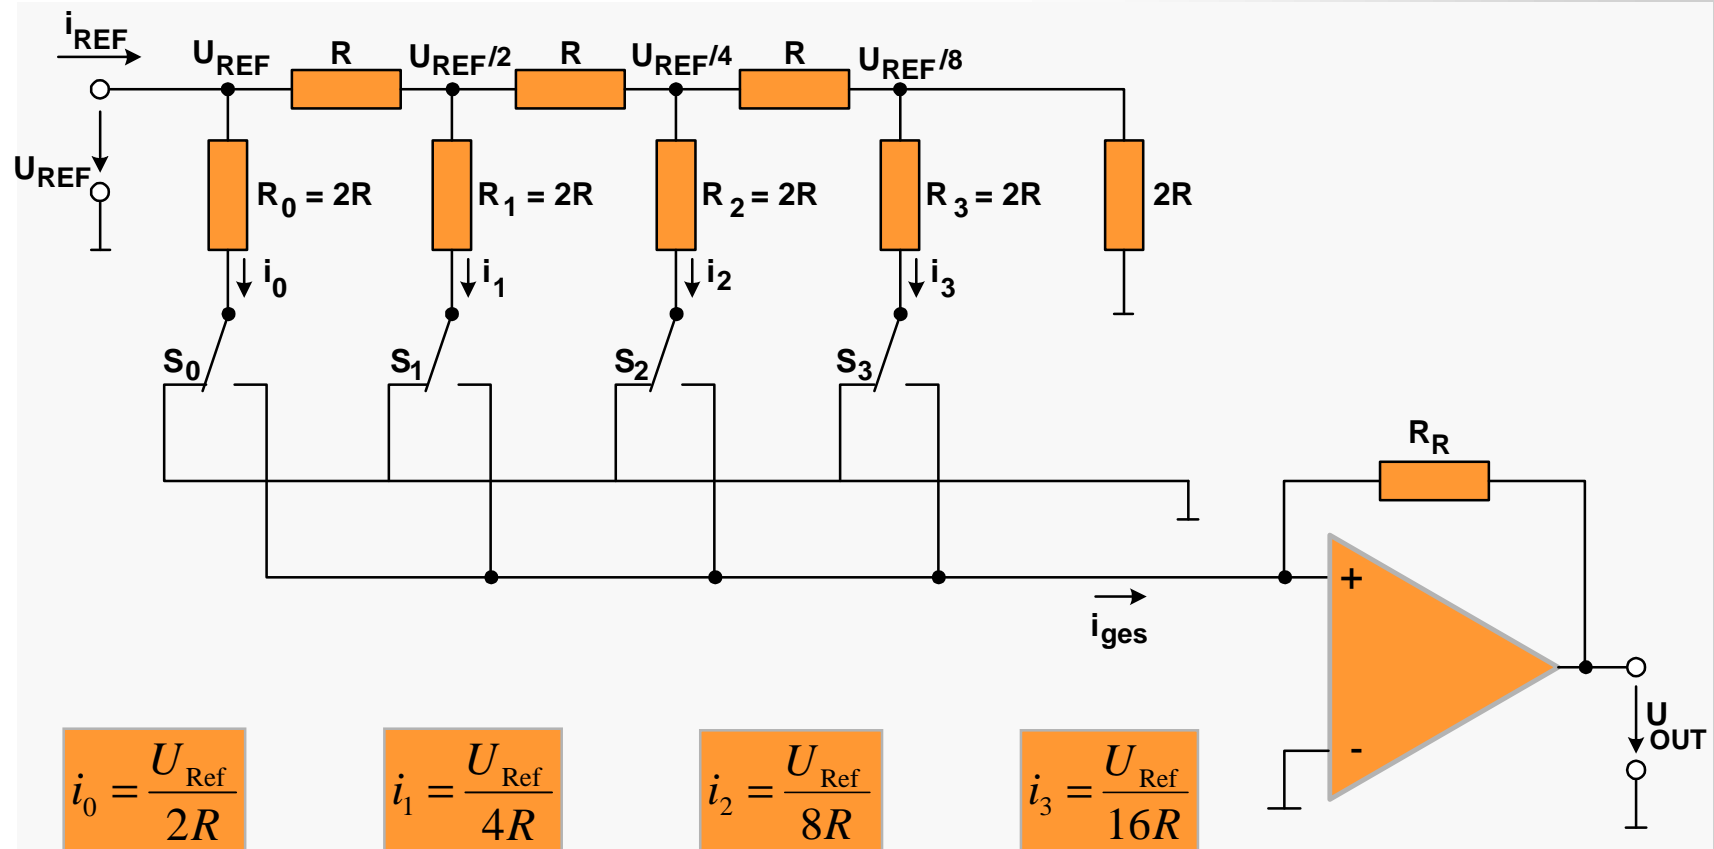 iREF
UREF R UREF/2 R UREF/4 R UREF/8
UREF R0 = 2R R1 = 2R R2 = 2R R3 = 2R 2R
i0 i1 i2 i3
S0 S1 S2 S3
RR
+
iges
-
UOUT
i0 = URef/2R i1 = URef/4R i2 = URef/8R i3 = URef/16R